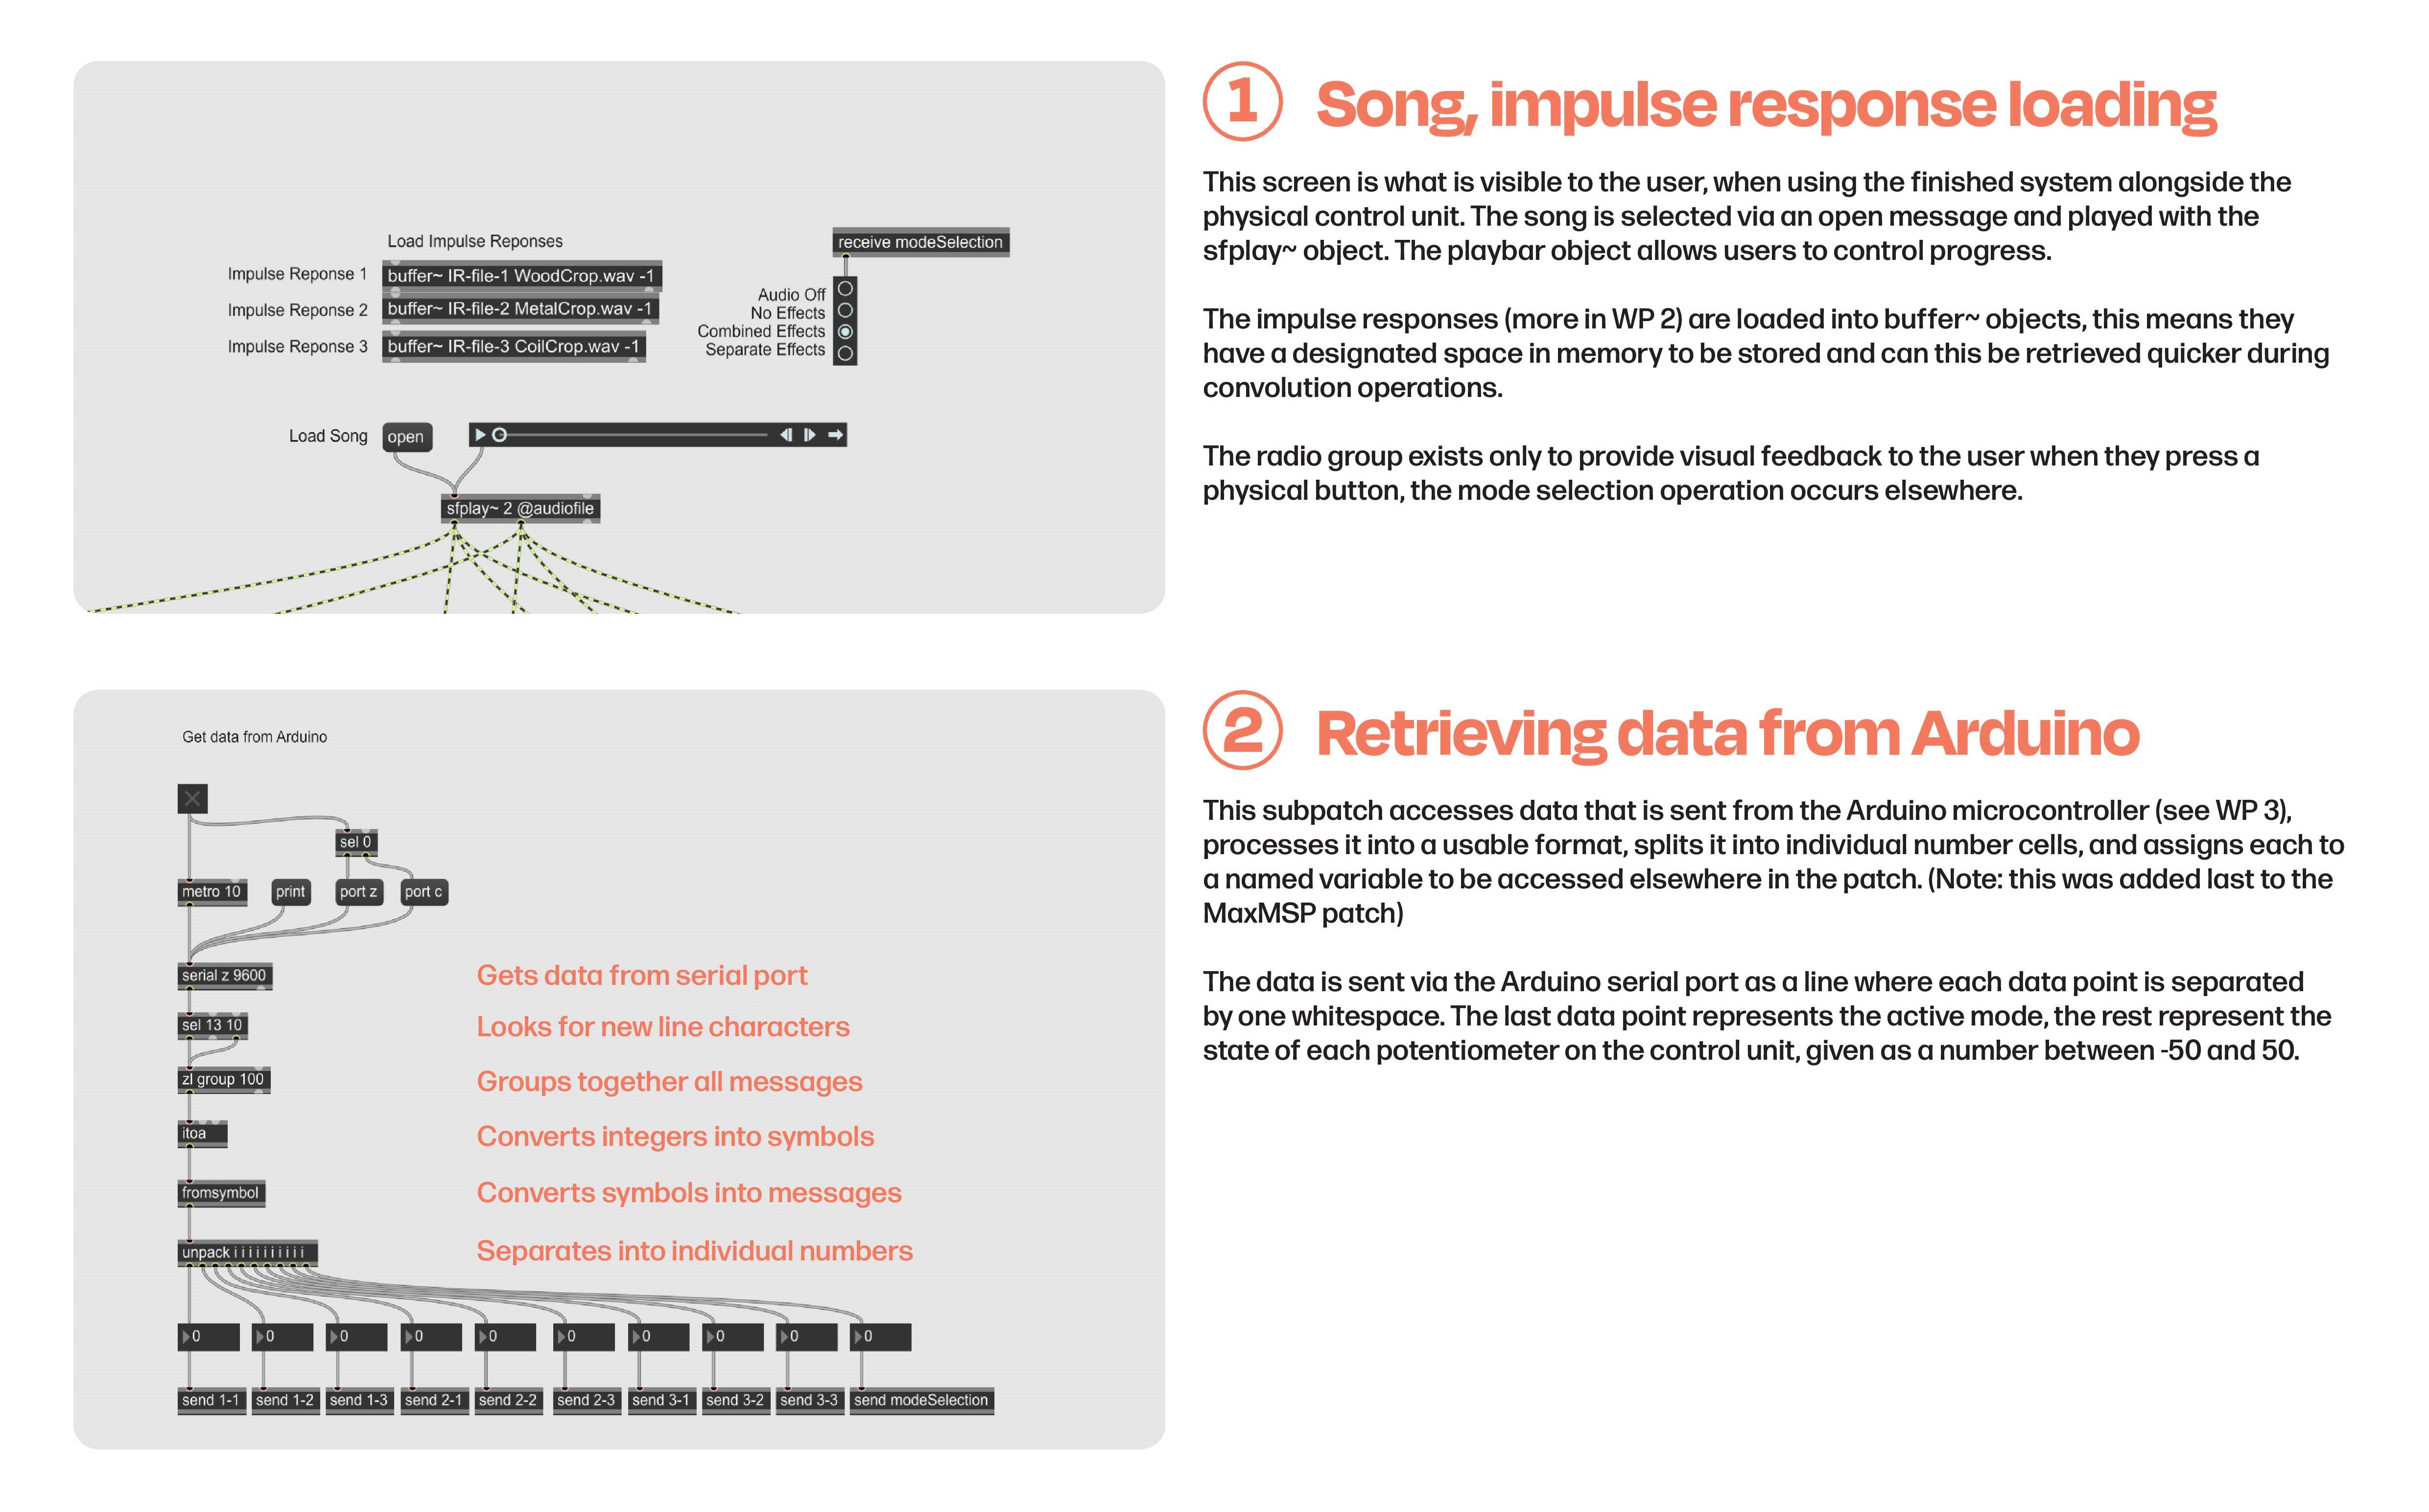 Load Impulse Reponses
Impulse Reponse 1
buffer~ IR-file-1 WoodCrop.wav -1
Impulse Reponse 2
buffer~ IR-file-2 MetalCrop.wav -1
Impulse Reponse 3
buffer~ IR-file-3 CoilCrop.wav -1
receive modeSelection
Audio Off
No Effects
Combined Effects
Separate Effects
Load Song
open
sfplay~ 2 @audiofile
1 Song, impulse response loading
This screen is what is visible to the user, when using the finished system alongside the
physical control unit. The song is selected via an open message and played with the
sfplay~ object. The playbar object allows users to control progress.
The impulse responses (more in WP 2) are loaded into buffer~ objects, this means they
have a designated space in memory to be stored and can this be retrieved quicker during
convolution operations.
The radio group exists only to provide visual feedback to the user when they press a
physical button, the mode selection operation occurs elsewhere.
Get data from Arduino
sel 0
metro 10
print
port z
port c
serial z 9600
Gets data from serial port
sel 13 10
Looks for new line characters
zl group 100
Groups together all messages
itoa
Converts integers into symbols
fromsymbol
Converts symbols into messages
unpack i i i i i i i i i i
Separates into individual numbers
0 0 0 0 0 0 0 0 0 0
send 1-1 send 1-2 send 1-3 send 2-1 send 2-2 send 2-3 send 3-1 send 3-2 send 3-3 send modeSelection
2 Retrieving data from Arduino
This subpatch accesses data that is sent from the Arduino microcontroller (see WP 3),
processes it into a usable format, splits it into individual number cells, and assigns each to
a named variable to be accessed elsewhere in the patch. (Note: this was added last to the
MaxMSP patch)
The data is sent via the Arduino serial port as a line where each data point is separated
by one whitespace. The last data point represents the active mode, the rest represent the
state of each potentiometer on the control unit, given as a number between -50 and 50.